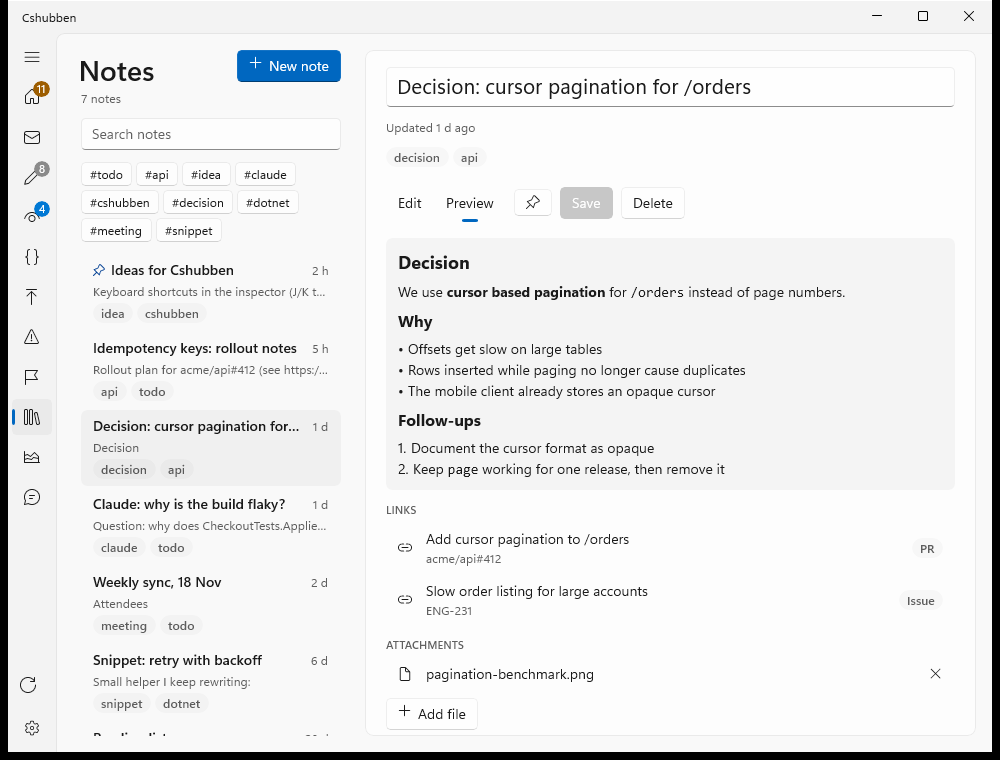 Cshubben
11
8
4
Notes
New note
7 notes
Search notes
#todo #api #idea #claude
#cshubben #decision #dotnet
#meeting #snippet
Ideas for Cshubben 2 h
Keyboard shortcuts in the inspector (J/K t...
idea cshubben
Idempotency keys: rollout notes 5 h
Rollout plan for acme/api#412 (see https:/...
api todo
Decision: cursor pagination for... 1 d
Decision
decision api
Claude: why is the build flaky? 1 d
Question: why does CheckoutTests.Applie...
claude todo
Weekly sync, 18 Nov 2 d
Attendees
meeting todo
Snippet: retry with backoff 6 d
Small helper I keep rewriting:
snippet dotnet
Decision: cursor pagination for /orders
Updated 1 d ago
decision api
Edit Preview Save Delete
Decision
We use cursor based pagination for /orders instead of page numbers.
Why
• Offsets get slow on large tables
• Rows inserted while paging no longer cause duplicates
• The mobile client already stores an opaque cursor
Follow-ups
1. Document the cursor format as opaque
2. Keep page working for one release, then remove it
LINKS
Add cursor pagination to /orders
acme/api#412
PR
Slow order listing for large accounts
ENG-231
Issue
ATTACHMENTS
pagination-benchmark.png
Add file